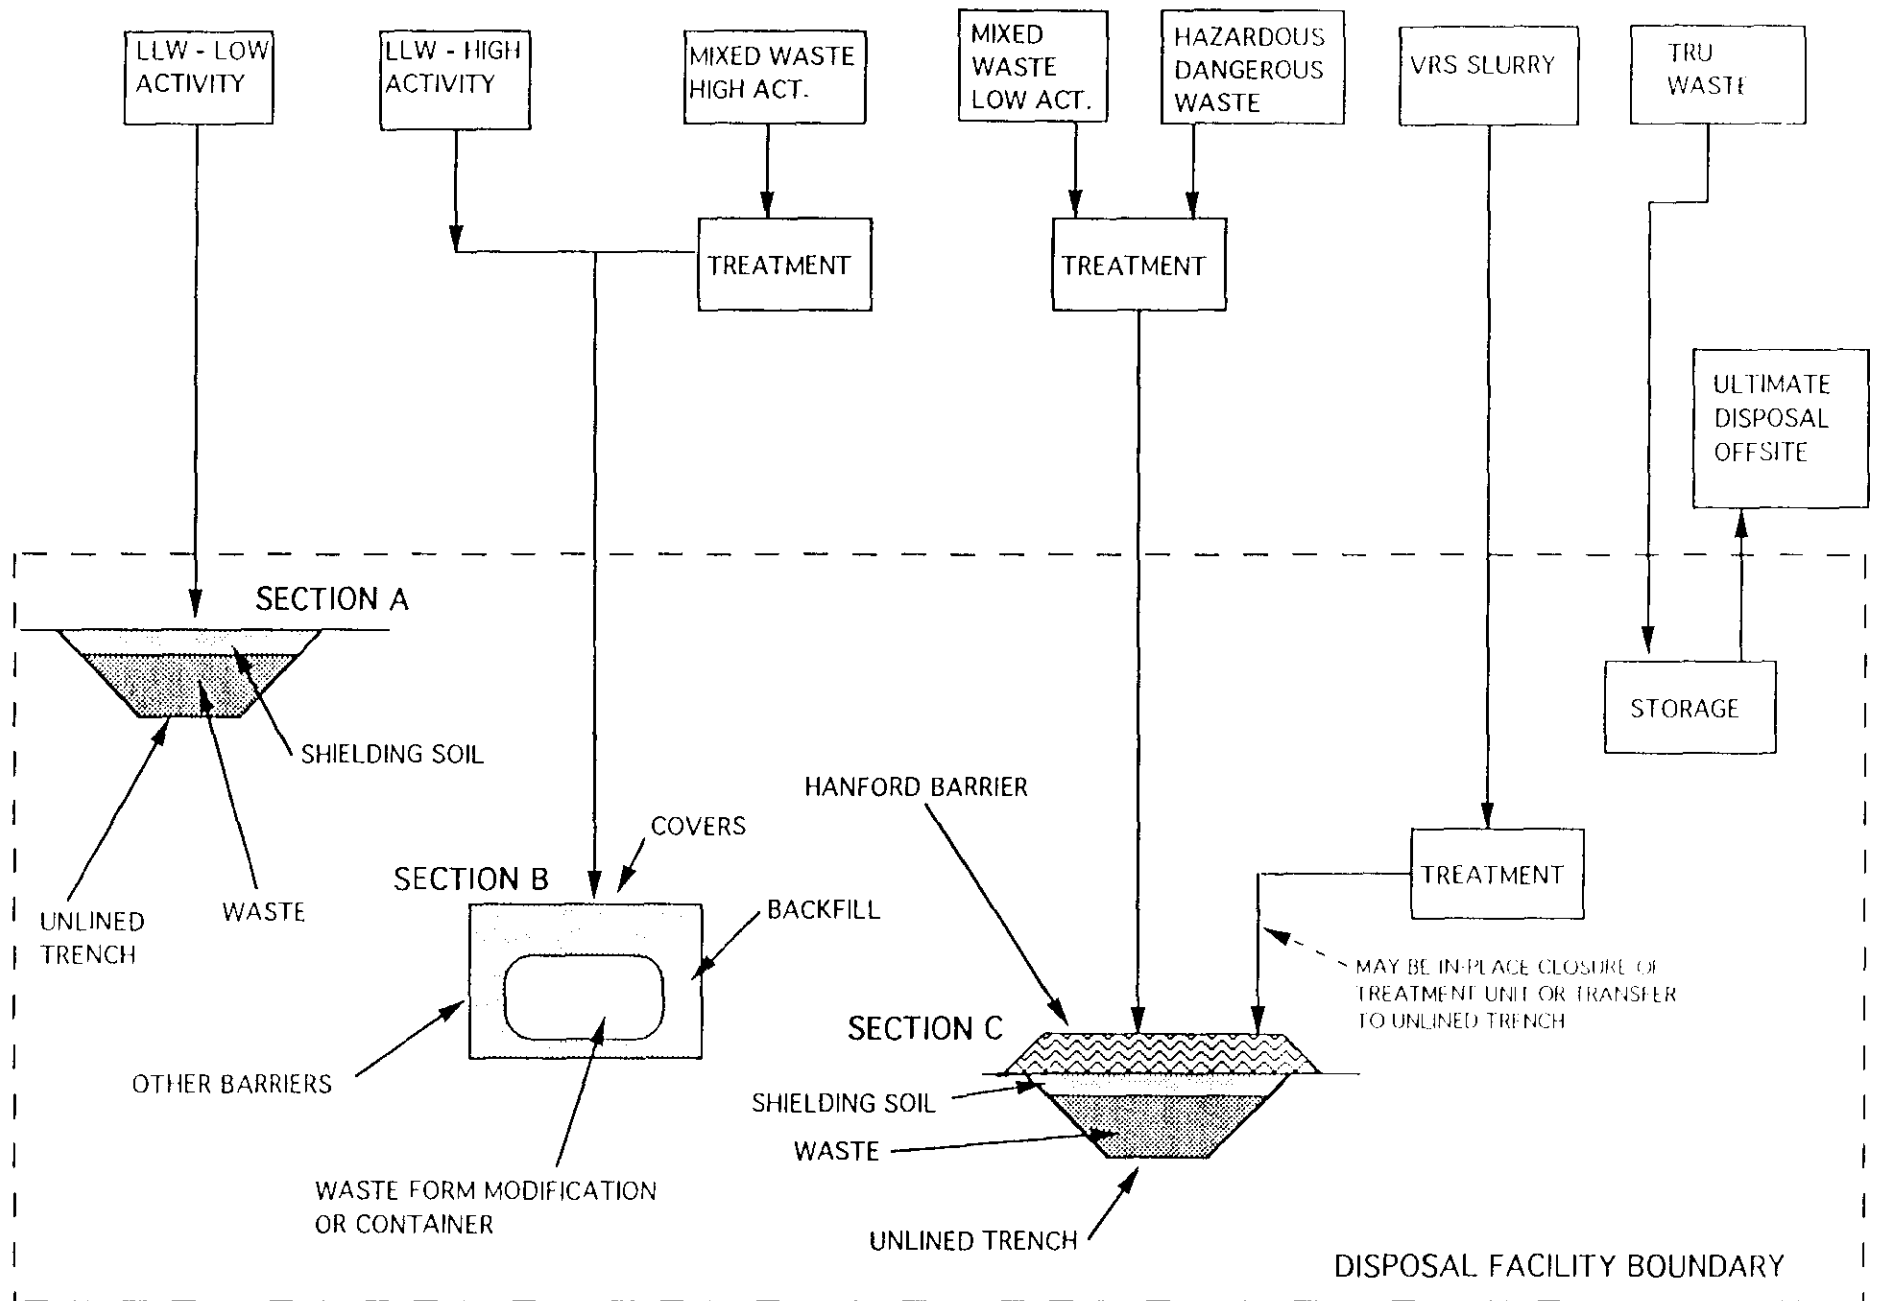 LLW - LOW
ACTIVITY
LLW - HIGH
ACTIVITY
MIXED WASTE
HIGH ACT.
MIXED
WASTE
LOW ACT.
HAZARDOUS
DANGEROUS
WASTE
VRS SLURRY
TRU
WASTE
TREATMENT
TREATMENT
ULTIMATE
DISPOSAL
OFFSITE
SECTION A
SHIELDING SOIL
WASTE
UNLINED
TRENCH
STORAGE
HANFORD BARRIER
COVERS
SECTION B
BACKFILL
TREATMENT
MAY BE IN-PLACE CLOSURE OF
TREATMENT UNIT OR TRANSFER
TO UNLINED TRENCH
SECTION C
OTHER BARRIERS
SHIELDING SOIL
WASTE
WASTE FORM MODIFICATION
OR CONTAINER
UNLINED TRENCH
DISPOSAL FACILITY BOUNDARY